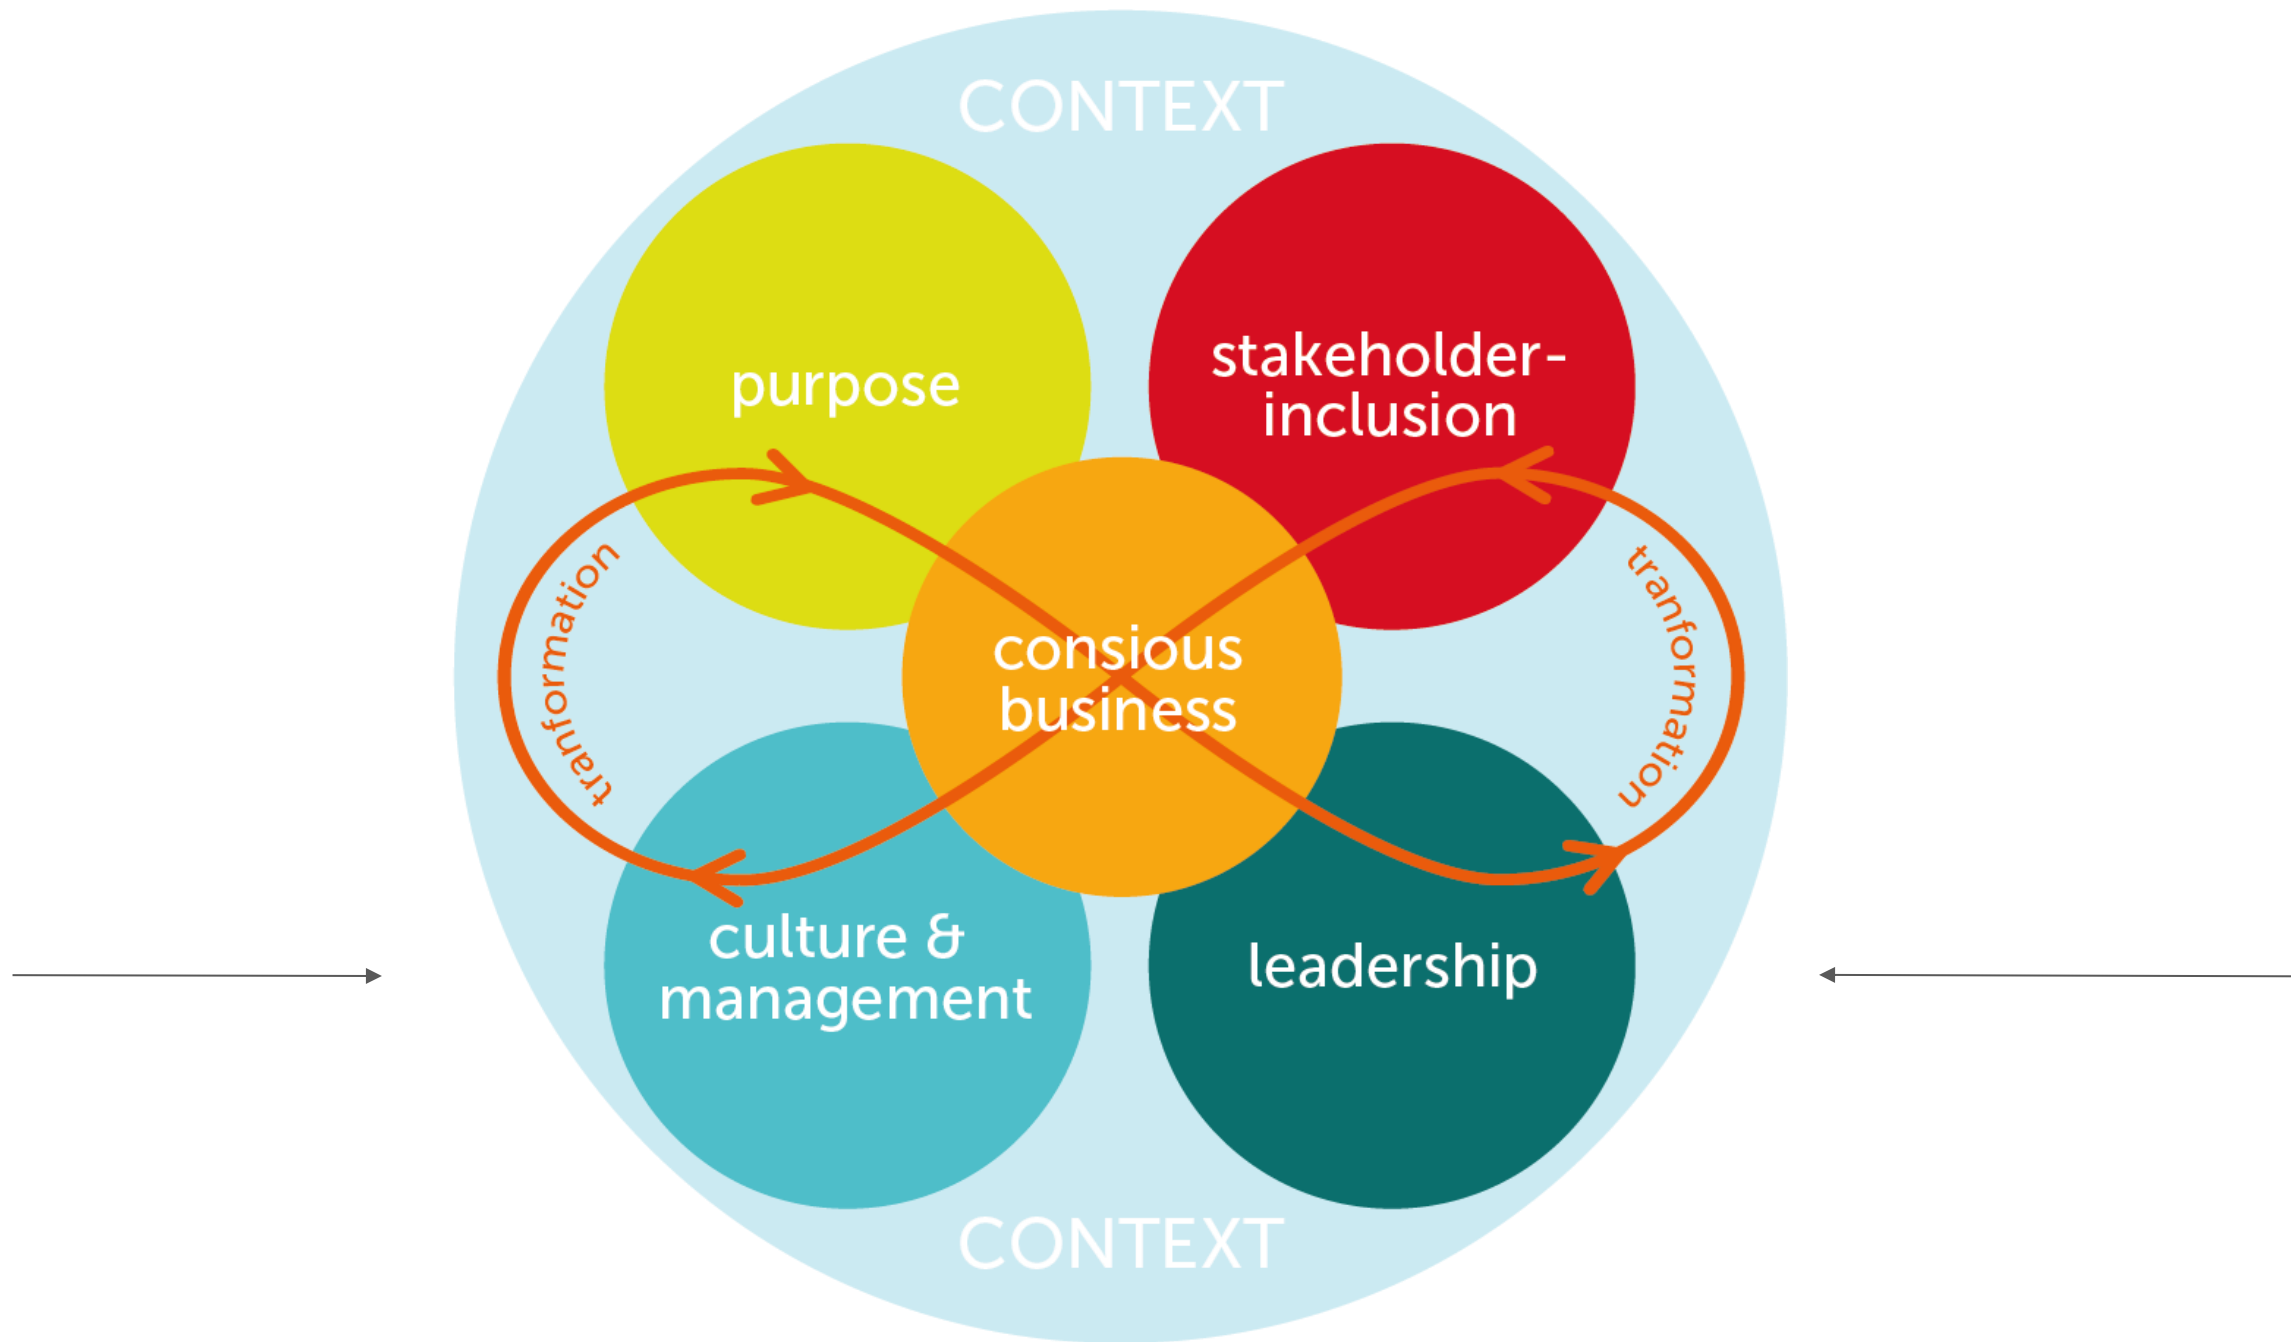 CONTEXT
purpose
stakeholder-
inclusion
tranformation
tranformation
consious
business
culture &
management
leadership
CONTEXT